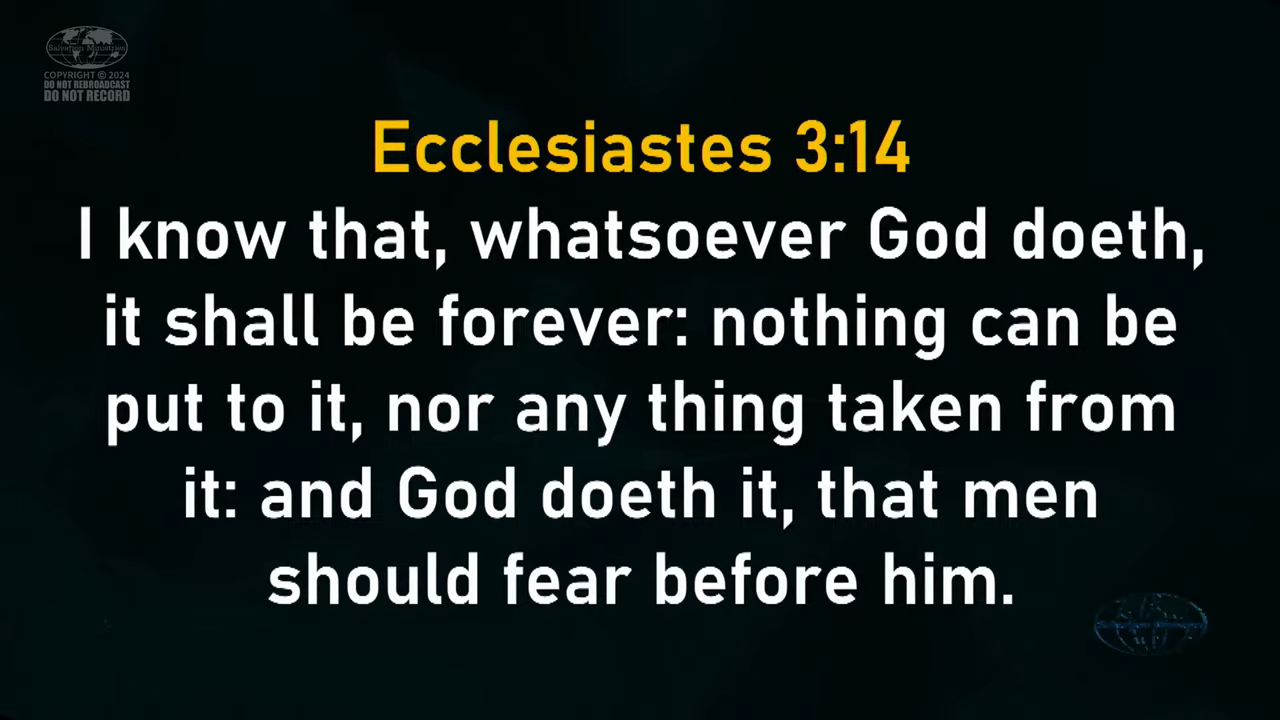 Salvation Ministries
COPYRIGHT © 2024
DO NOT REBROADCAST
DO NOT RECORD
Ecclesiastes 3:14
I know that, whatsoever God doeth,
it shall be forever: nothing can be
put to it, nor any thing taken from
it: and God doeth it, that men
should fear before him.